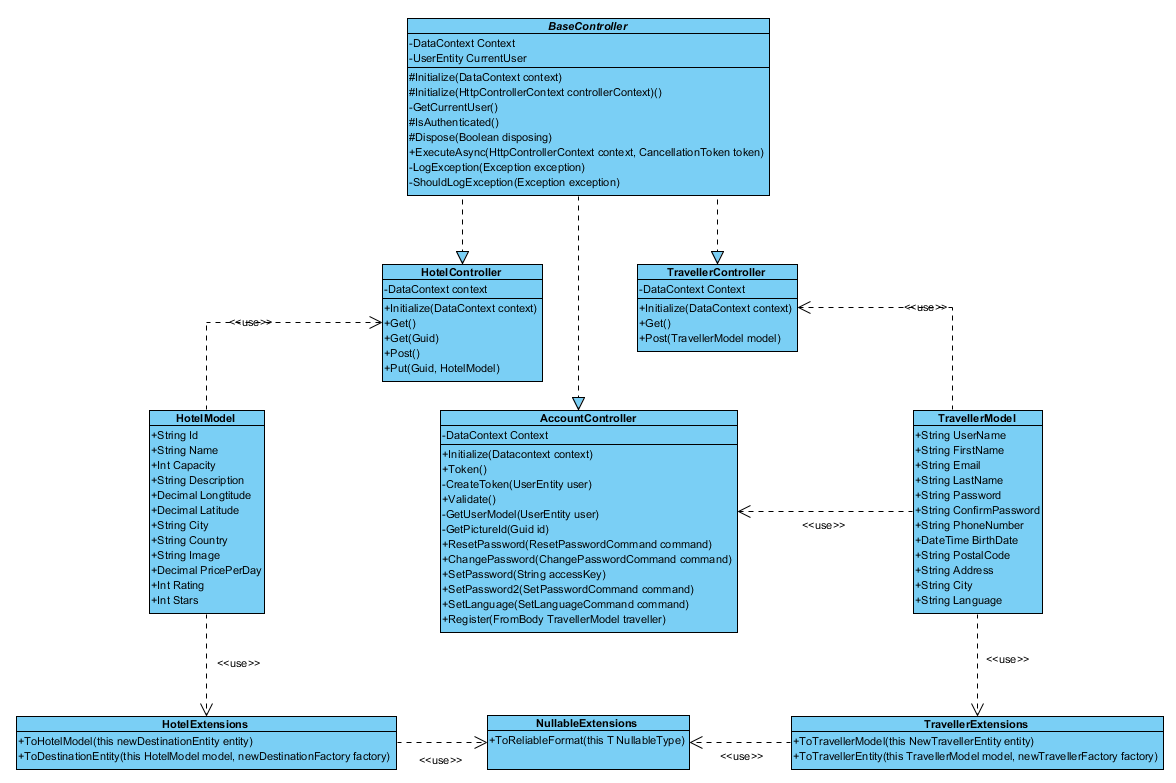 BaseController
-DataContext Context
-UserEntity CurrentUser
#Initialize(DataContext context)
#Initialize(HttpControllerContext controllerContext)()
-GetCurrentUser()
#IsAuthenticated()
#Dispose(Boolean disposing)
+ExecuteAsync(HttpControllerContext context, CancellationToken token)
-LogException(Exception exception)
-ShouldLogException(Exception exception)
HotelController
-DataContext context
+Initialize(DataContext context)
+Get()
+Get(Guid)
+Post()
+Put(Guid, HotelModel)
TravellerController
-DataContext Context
+Initialize(DataContext context)
+Get()
+Post(TravellerModel model)
<<use>>
<<use>>
HotelModel
+String Id
+String Name
+Int Capacity
+String Description
+Decimal Longtitude
+Decimal Latitude
+String City
+String Country
+String Image
+Decimal PricePerDay
+Int Rating
+Int Stars
AccountController
-DataContext Context
+Initialize(Datacontext context)
+Token()
-CreateToken(UserEntity user)
+Validate()
-GetUserModel(UserEntity user)
-GetPictureId(Guid id)
+ResetPassword(ResetPasswordCommand command)
+ChangePassword(ChangePasswordCommand command)
+SetPassword(String accessKey)
+SetPassword2(SetPasswordCommand command)
+SetLanguage(SetLanguageCommand command)
+Register(FromBody TravellerModel traveller)
<<use>>
TravellerModel
+String UserName
+String FirstName
+String Email
+String LastName
+String Password
+String ConfirmPassword
+String PhoneNumber
+DateTime BirthDate
+String PostalCode
+String Address
+String City
+String Language
<<use>>
<<use>>
HotelExtensions
+ToHotelModel(this newDestinationEntity entity)
+ToDestinationEntity(this HotelModel model, newDestinationFactory factory)
<<use>>
NullableExtensions
+ToReliableFormat(this T NullableType)
<<use>>
TravellerExtensions
+ToTravellerModel(this NewTravellerEntity entity)
+ToTravellerEntity(this TravellerModel model, newTravellerFactory factory)